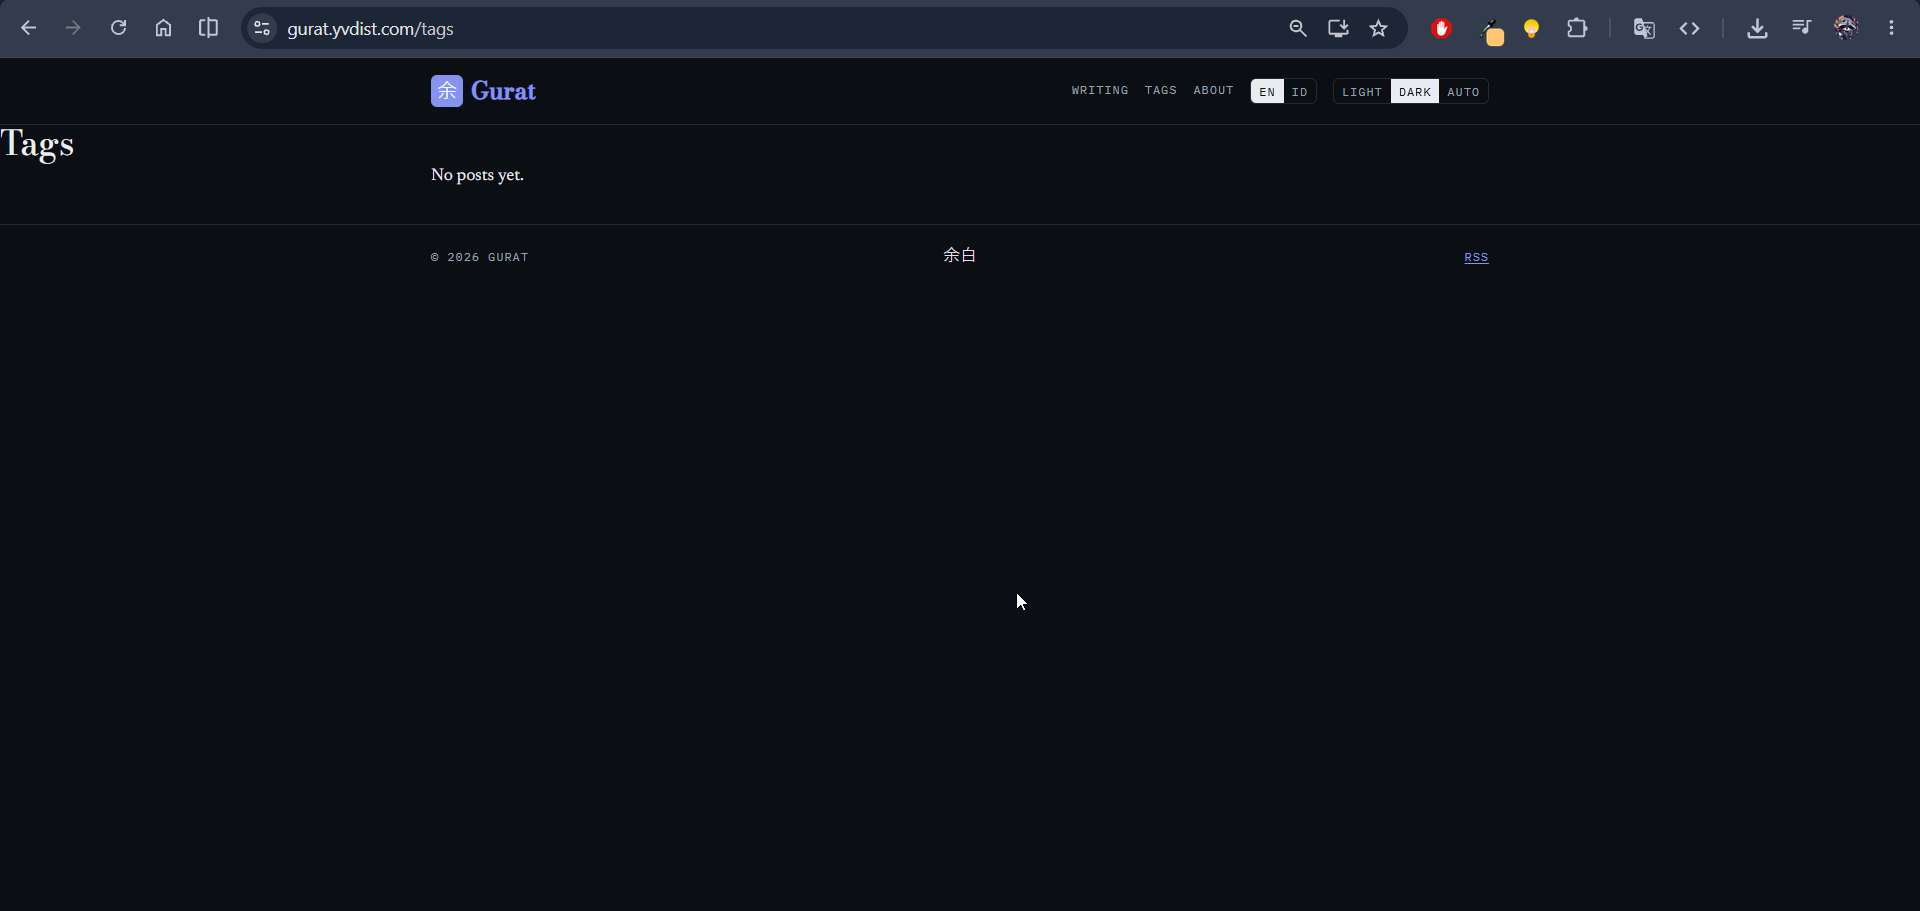 gurat.yvdist.com/tags
余 Gurat
WRITING TAGS ABOUT EN ID LIGHT DARK AUTO
Tags
No posts yet.
© 2026 GURAT
余白
RSS